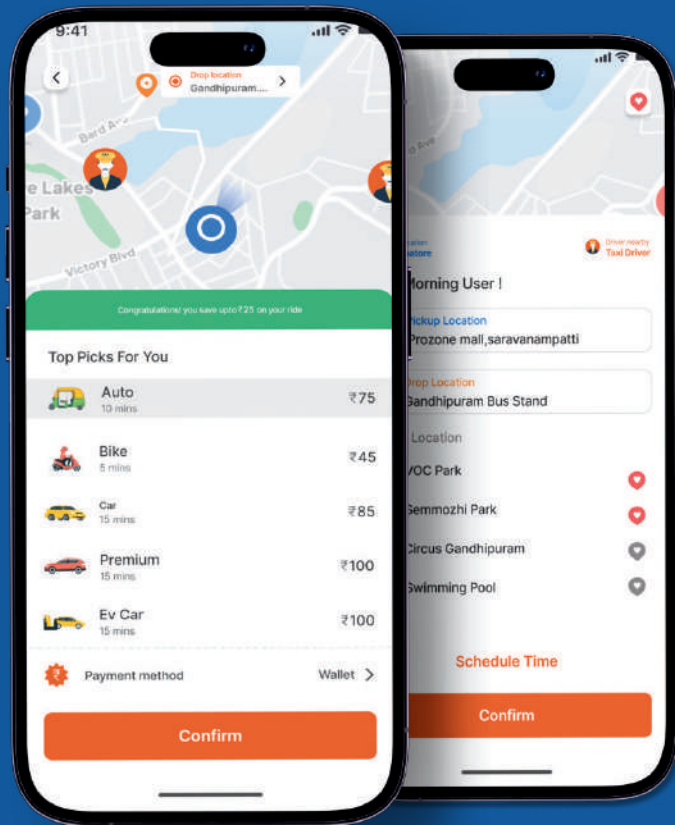 9:41
Drop location
Gandhipuram....
Bard Ave
e Lakes
Park
Victory Blvd
Congratulations! you save upto ₹25 on your ride
Top Picks For You
Auto
10 mins
₹75
Bike
5 mins
₹45
Car
15 mins
₹85
Premium
15 mins
₹100
Ev Car
15 mins
₹100
Payment method
Wallet
Confirm
d Ave
Driver nearby
Taxi Driver
Morning User !
Pickup Location
Prozone mall,saravanampatti
Drop Location
Gandhipuram Bus Stand
Location
VOC Park
Semmozhi Park
Circus Gandhipuram
Swimming Pool
Schedule Time
Confirm